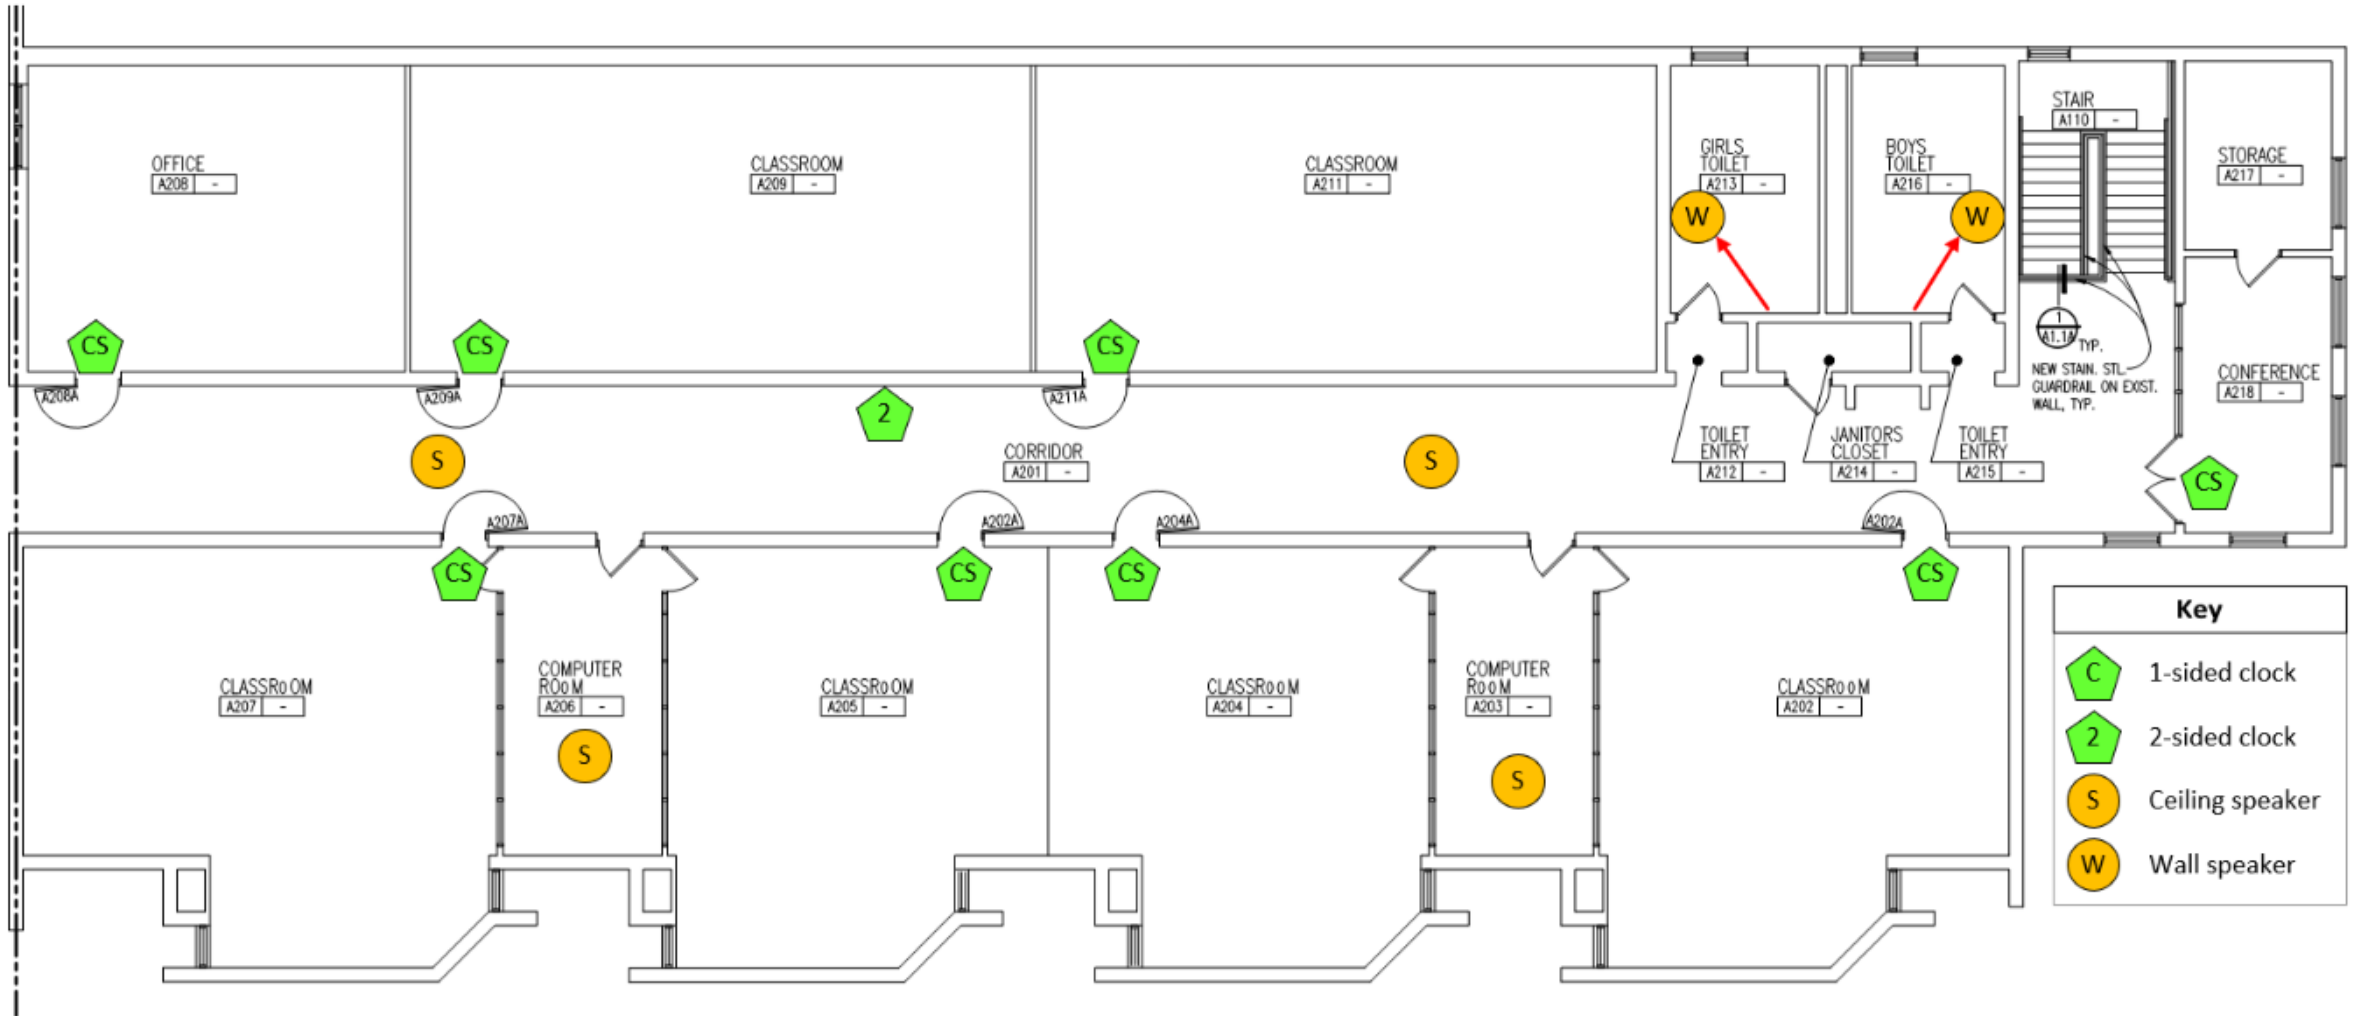 OFFICE
A208 -
CLASSROOM
A209 -
CLASSROOM
A211 -
GIRLS
TOILET
A213 -
W
BOYS
TOILET
A216 -
W
STAIR
A110 -
STORAGE
A217 -
CS
CS
CS
1
A1.1A
TYP.
NEW STAIN. STL.
GUARDRAIL ON EXIST.
WALL, TYP.
CONFERENCE
A218 -
A208A
A209A
2
A211A
S
CORRIDOR
A201 -
S
TOILET
ENTRY
A212 -
JANITORS
CLOSET
A214 -
TOILET
ENTRY
A215 -
CS
A207A
A202A
A204A
A202A
CS
CS
CS
CS
CLASSROOM
A207 -
COMPUTER
ROOM
A206 -
S
CLASSROOM
A205 -
CLASSROOM
A204 -
COMPUTER
ROOM
A203 -
S
CLASSROOM
A202 -
Key
C 1-sided clock
2 2-sided clock
S Ceiling speaker
W Wall speaker